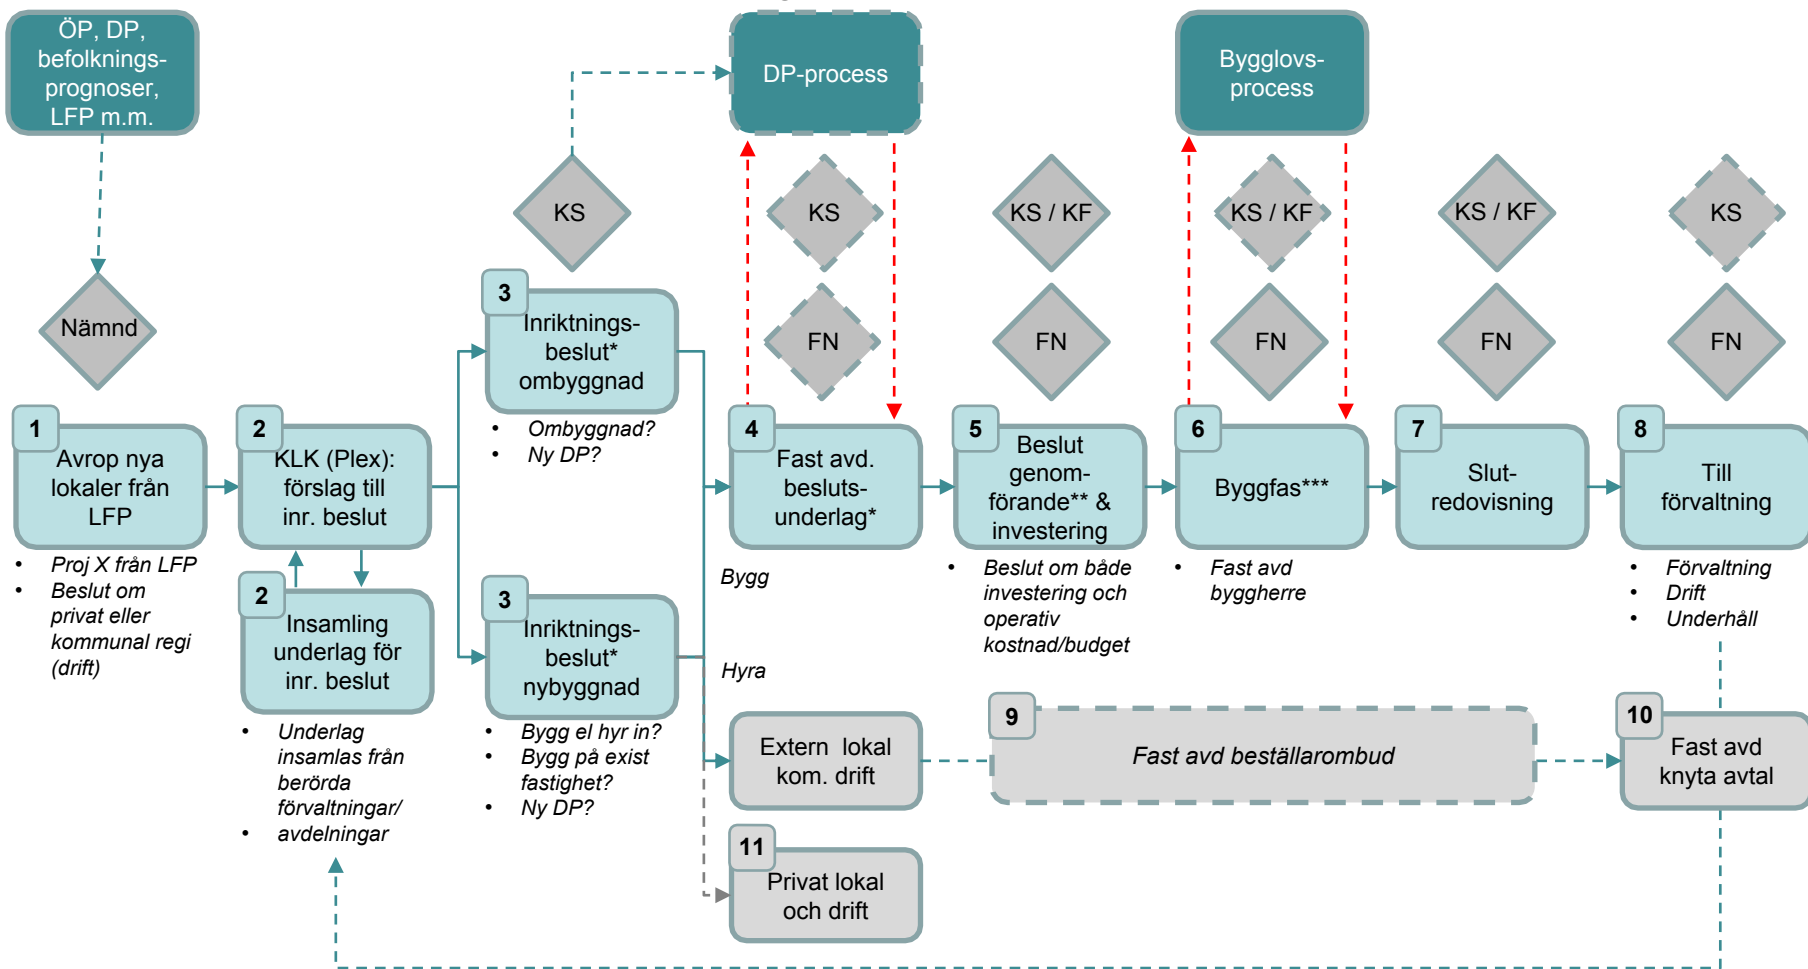 ÖP, DP,
befolknings-
prognoser,
LFP m.m.
DP-process
Bygglovs-
process
KS
KS
KS / KF
KS / KF
KS / KF
KS
Nämnd
FN
FN
FN
FN
FN
3
Inriktnings-
beslut*
ombyggnad
• Ombyggnad?
• Ny DP?
1
Avrop nya
lokaler från
LFP
• Proj X från LFP
• Beslut om
privat eller
kommunal regi
(drift)
2
KLK (Plex):
förslag till
inr. beslut
2
Insamling
underlag för
inr. beslut
• Underlag
insamlas från
berörda
förvaltningar/
• avdelningar
3
Inriktnings-
beslut*
nybyggnad
• Bygg el hyr in?
• Bygg på exist
fastighet?
• Ny DP?
4
Fast avd.
besluts-
underlag*
Bygg
Hyra
5
Beslut
genom-
förande** &
investering
• Beslut om både
investering och
operativ
kostnad/budget
6
Byggfas***
• Fast avd
byggherre
7
Slut-
redovisning
8
Till
förvaltning
• Förvaltning
• Drift
• Underhåll
Extern lokal
kom. drift
9
Fast avd beställarombud
10
Fast avd
knyta avtal
11
Privat lokal
och drift